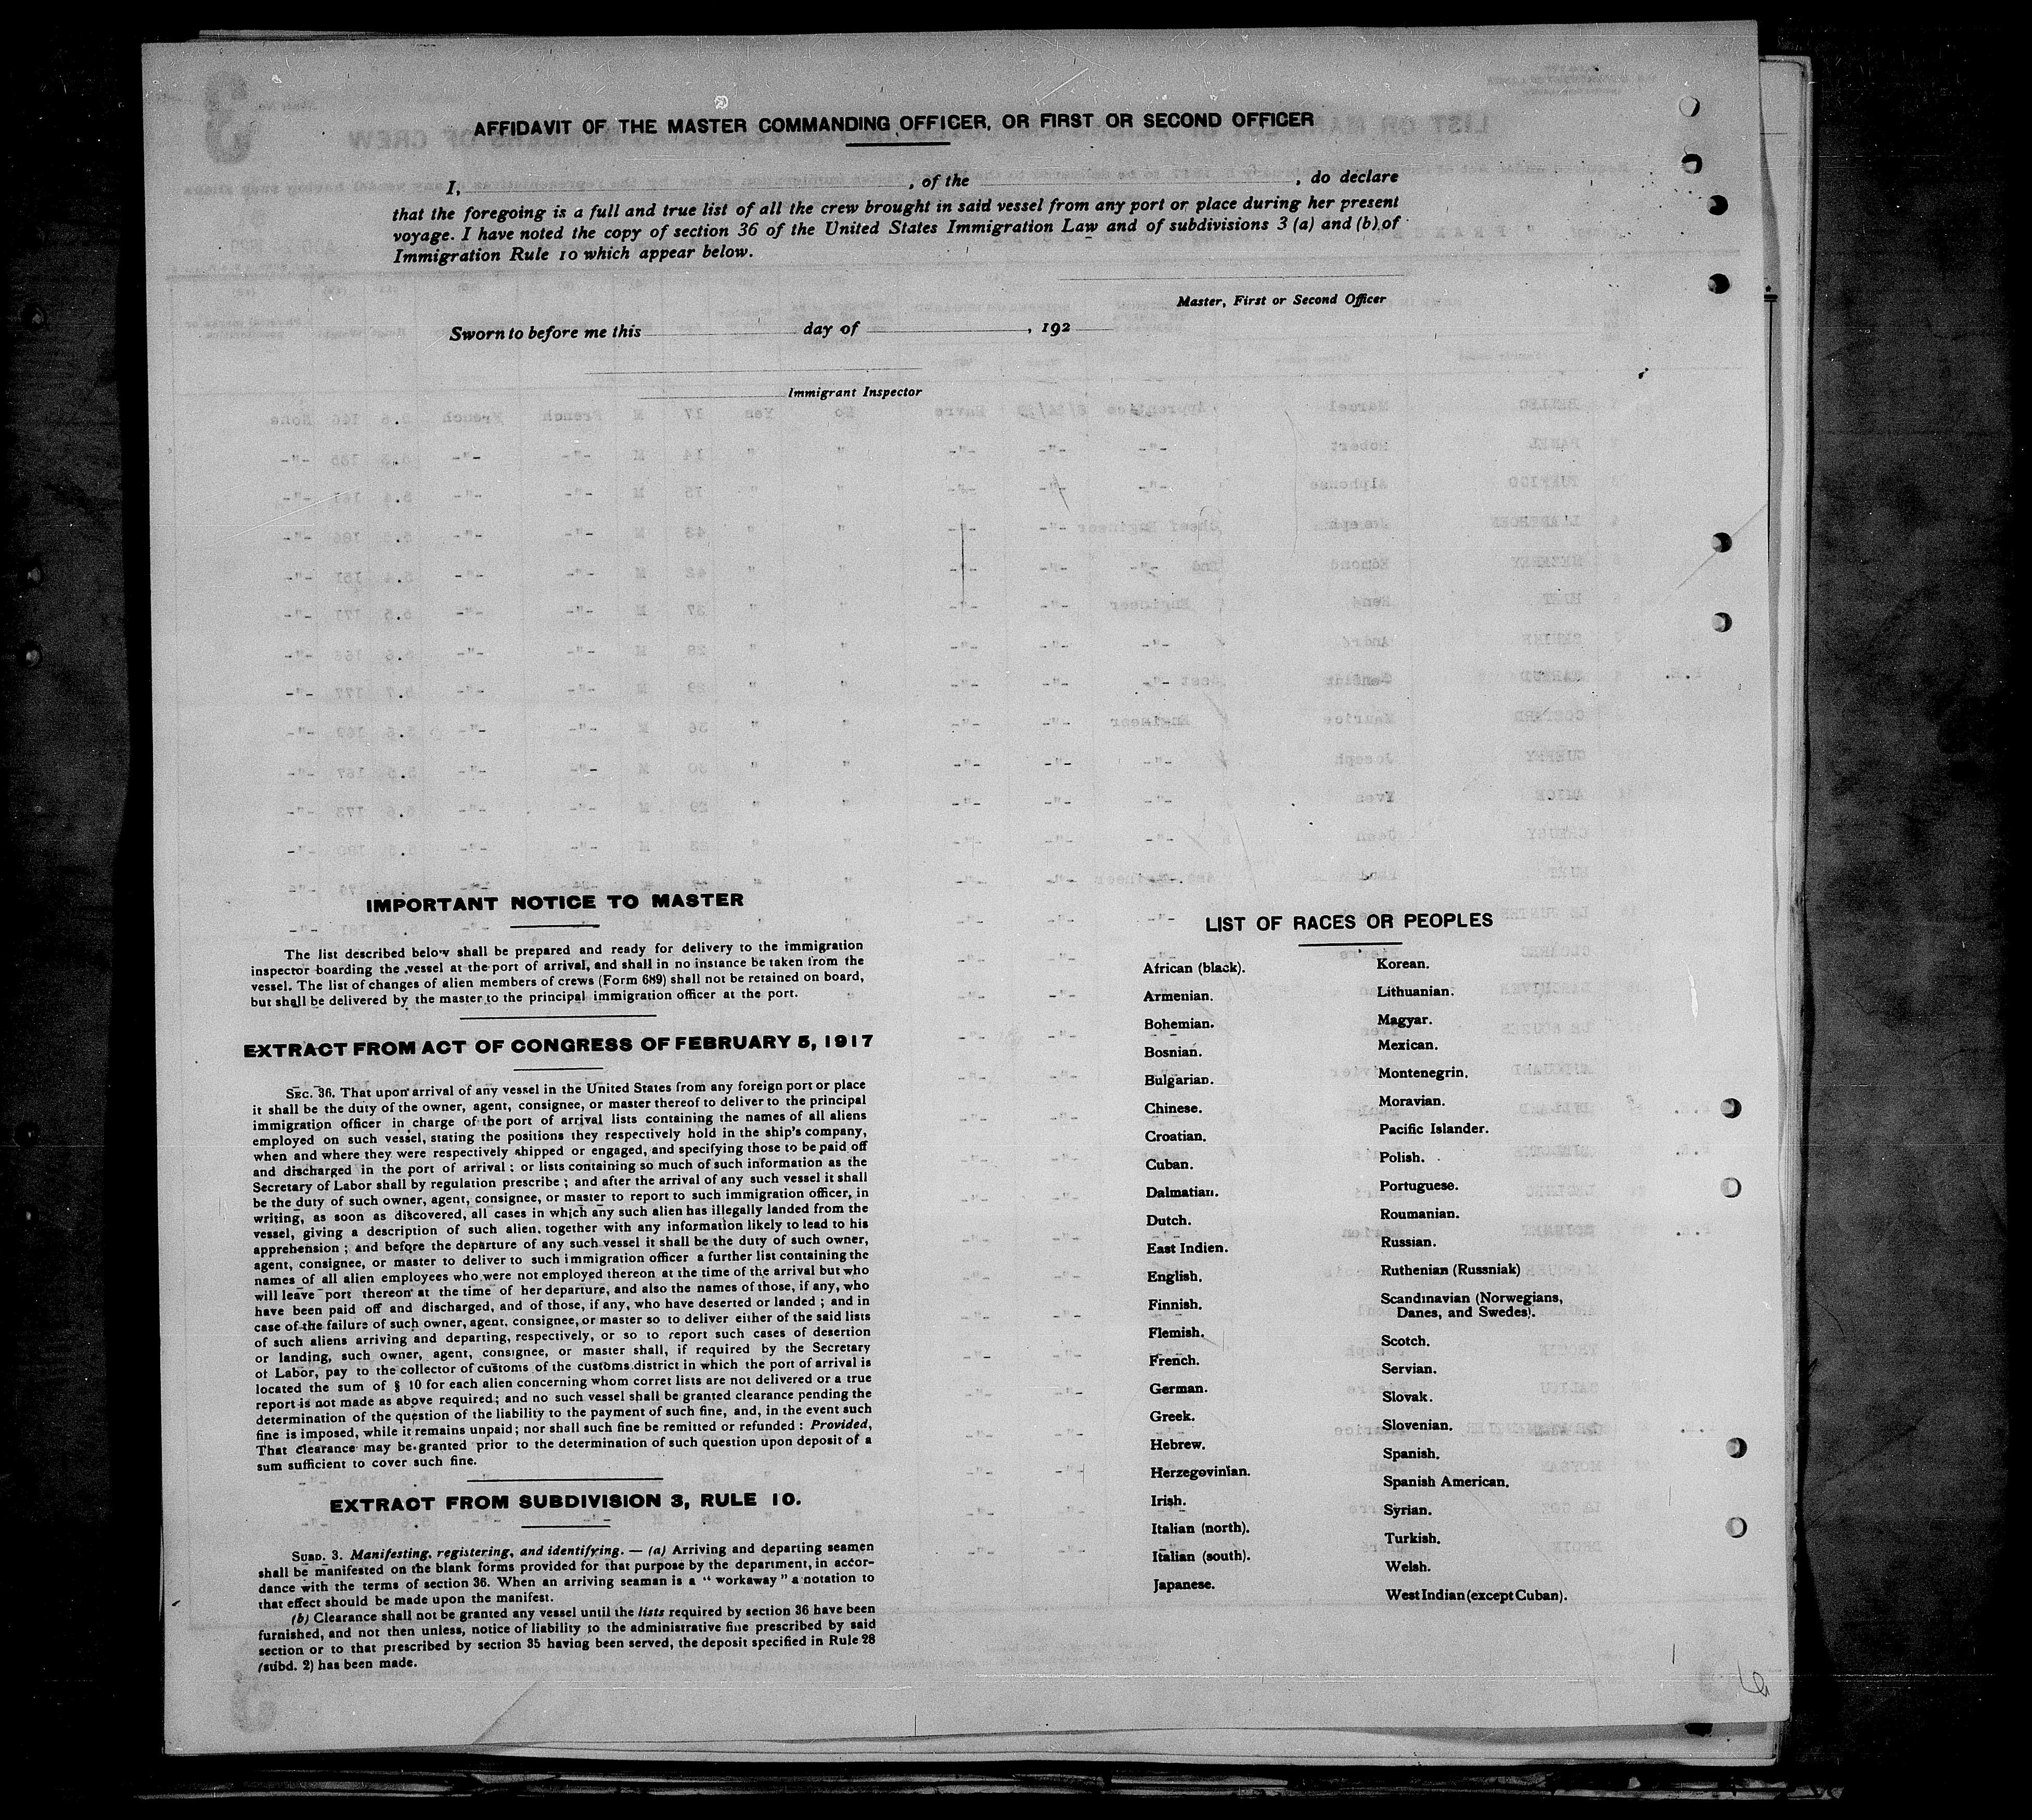 AFFIDAVIT OF THE MASTER COMMANDING OFFICER, OR FIRST OR SECOND OFFICER
I, , of the , do declare
that the foregoing is a full and true list of all the crew brought in said vessel from any port or place during her present
voyage. I have noted the copy of section 36 of the United States Immigration Law and of subdivisions 3 (a) and (b) of
Immigration Rule 10 which appear below.
Master, First or Second Officer
Sworn to before me this day of , 192
Immigrant Inspector
IMPORTANT NOTICE TO MASTER
The list described below shall be prepared and ready for delivery to the immigration
inspector boarding the vessel at the port of arrival, and shall in no instance be taken from the
vessel. The list of changes of alien members of crews (Form 689) shall not be retained on board,
but shall be delivered by the master to the principal immigration officer at the port.
EXTRACT FROM ACT OF CONGRESS OF FEBRUARY 5, 1917
SEC. 36. That upon arrival of any vessel in the United States from any foreign port or place
it shall be the duty of the owner, agent, consignee, or master thereof to deliver to the principal
immigration officer in charge of the port of arrival lists containing the names of all aliens
employed on such vessel, stating the positions they respectively hold in the ship's company,
when and where they were respectively shipped or engaged, and specifying those to be paid off
and discharged in the port of arrival ; or lists containing so much of such information as the
Secretary of Labor shall by regulation prescribe ; and after the arrival of any such vessel it shall
be the duty of such owner, agent, consignee, or master to report to such immigration officer, in
writing, as soon as discovered, all cases in which any such alien has illegally landed from the
vessel, giving a description of such alien, together with any information likely to lead to his
apprehension ; and before the departure of any such vessel it shall be the duty of such owner,
agent, consignee, or master to deliver to such immigration officer a further list containing the
names of all alien employees who were not employed thereon at the time of the arrival but who
will leave port thereon at the time of her departure, and also the names of those, if any, who
have been paid off and discharged, and of those, if any, who have deserted or landed ; and in
case of the failure of such owner, agent, consignee, or master so to deliver either of the said lists
of such aliens arriving and departing, respectively, or so to report such cases of desertion
or landing, such owner, agent, consignee, or master shall, if required by the Secretary
of Labor, pay to the collector of customs of the customs district in which the port of arrival is
located the sum of § 10 for each alien concerning whom corret lists are not delivered or a true
report is not made as above required; and no such vessel shall be granted clearance pending the
determination of the question of the liability to the payment of such fine, and, in the event such
fine is imposed, while it remains unpaid; nor shall such fine be remitted or refunded : Provided,
That clearance may be granted prior to the determination of such question upon deposit of a
sum sufficient to cover such fine.
EXTRACT FROM SUBDIVISION 3, RULE 10.
SUBD. 3. Manifesting, registering, and identifying. — (a) Arriving and departing seamen
shall be manifested on the blank forms provided for that purpose by the department, in accor-
dance with the terms of section 36. When an arriving seaman is a " workaway " a notation to
that effect should be made upon the manifest.
(b) Clearance shall not be granted any vessel until the lists required by section 36 have been
furnished, and not then unless, notice of liability to the administrative fine prescribed by said
section or to that prescribed by section 35 having been served, the deposit specified in Rule 28
(subd. 2) has been made.
LIST OF RACES OR PEOPLES
African (black).
Armenian.
Bohemian.
Bosnian.
Bulgarian.
Chinese.
Croatian.
Cuban.
Dalmatian.
Dutch.
East Indien.
English.
Finnish.
Flemish.
French.
German.
Greek.
Hebrew.
Herzegovinian.
Irish.
Italian (north).
Italian (south).
Japanese.
Korean.
Lithuanian.
Magyar.
Mexican.
Montenegrin.
Moravian.
Pacific Islander.
Polish.
Portuguese.
Roumanian.
Russian.
Ruthenian (Russniak)
Scandinavian (Norwegians,
Danes, and Swedes).
Scotch.
Servian.
Slovak.
Slovenian.
Spanish.
Spanish American.
Syrian.
Turkish.
Welsh.
West Indian (except Cuban).